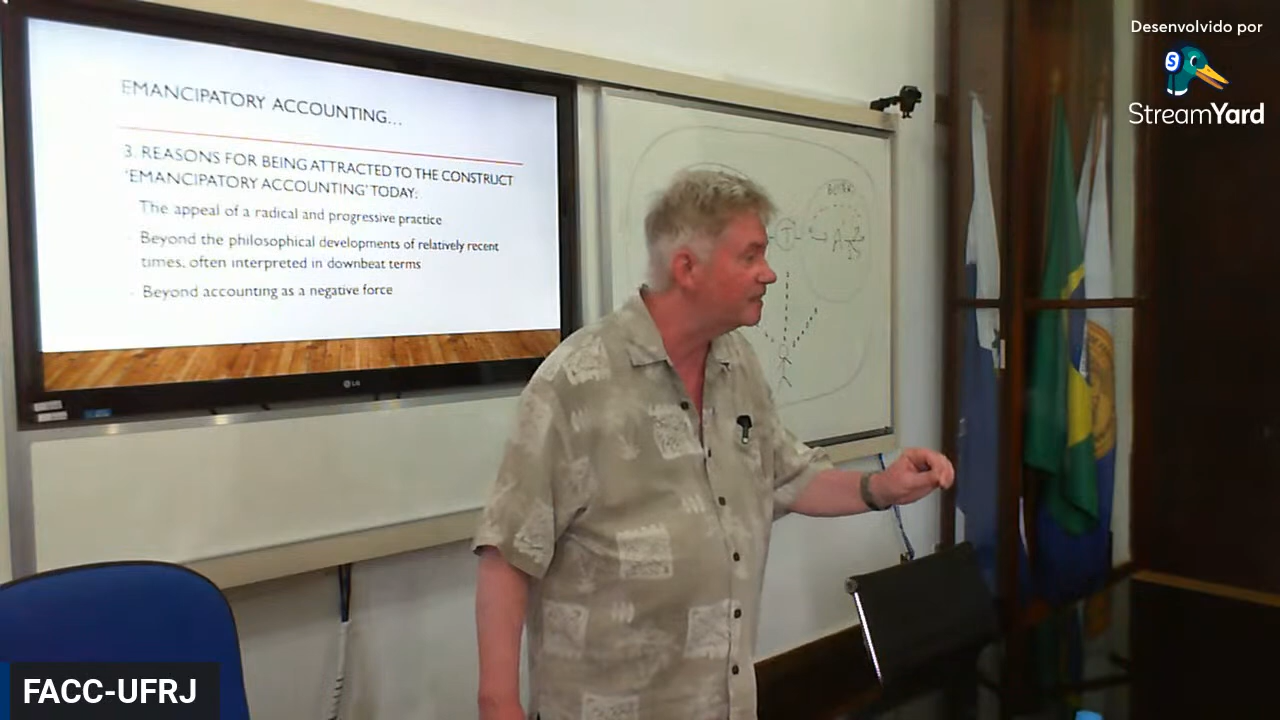 EMANCIPATORY ACCOUNTING...
3. REASONS FOR BEING ATTRACTED TO THE CONSTRUCT
'EMANCIPATORY ACCOUNTING' TODAY:
The appeal of a radical and progressive practice
Beyond the philosophical developments of relatively recent
times, often interpreted in downbeat terms
Beyond accounting as a negative force
LG
T
A
Desenvolvido por
S
StreamYard
FACC-UFRJ